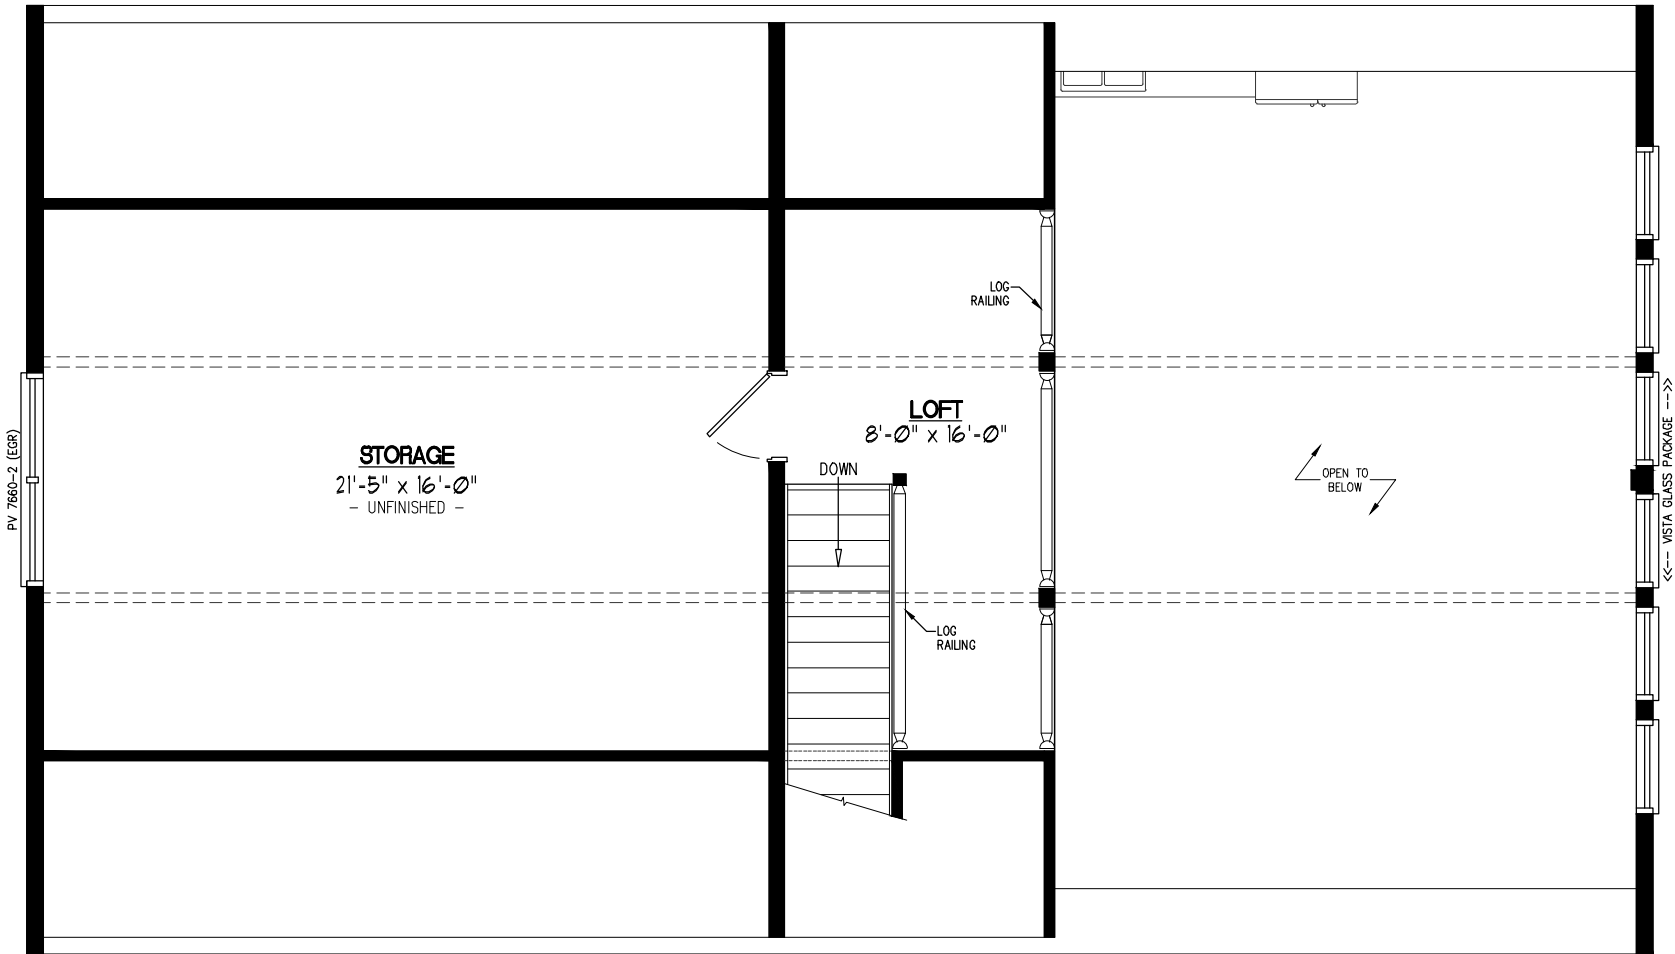 LOG
RAILING
LOFT
8'-0" x 16'-0"
STORAGE
21'-5" x 16'-0"
- UNFINISHED -
DOWN
OPEN TO
BELOW
LOG
RAILING
PV 7660-2 (EGR)
<<-- VISTA GLASS PACKAGE -->>